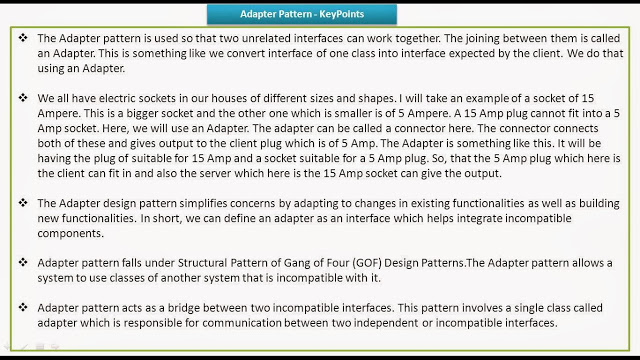 Adapter Pattern - KeyPoints
❖ The Adapter pattern is used so that two unrelated interfaces can work together. The joining between them is called
an Adapter. This is something like we convert interface of one class into interface expected by the client. We do that
using an Adapter.
❖ We all have electric sockets in our houses of different sizes and shapes. I will take an example of a socket of 15
Ampere. This is a bigger socket and the other one which is smaller is of 5 Ampere. A 15 Amp plug cannot fit into a 5
Amp socket. Here, we will use an Adapter. The adapter can be called a connector here. The connector connects
both of these and gives output to the client plug which is of 5 Amp. The Adapter is something like this. It will be
having the plug of suitable for 15 Amp and a socket suitable for a 5 Amp plug. So, that the 5 Amp plug which here is
the client can fit in and also the server which here is the 15 Amp socket can give the output.
❖ The Adapter design pattern simplifies concerns by adapting to changes in existing functionalities as well as building
new functionalities. In short, we can define an adapter as an interface which helps integrate incompatible
components.
❖ Adapter pattern falls under Structural Pattern of Gang of Four (GOF) Design Patterns.The Adapter pattern allows a
system to use classes of another system that is incompatible with it.
❖ Adapter pattern acts as a bridge between two incompatible interfaces. This pattern involves a single class called
adapter which is responsible for communication between two independent or incompatible interfaces.